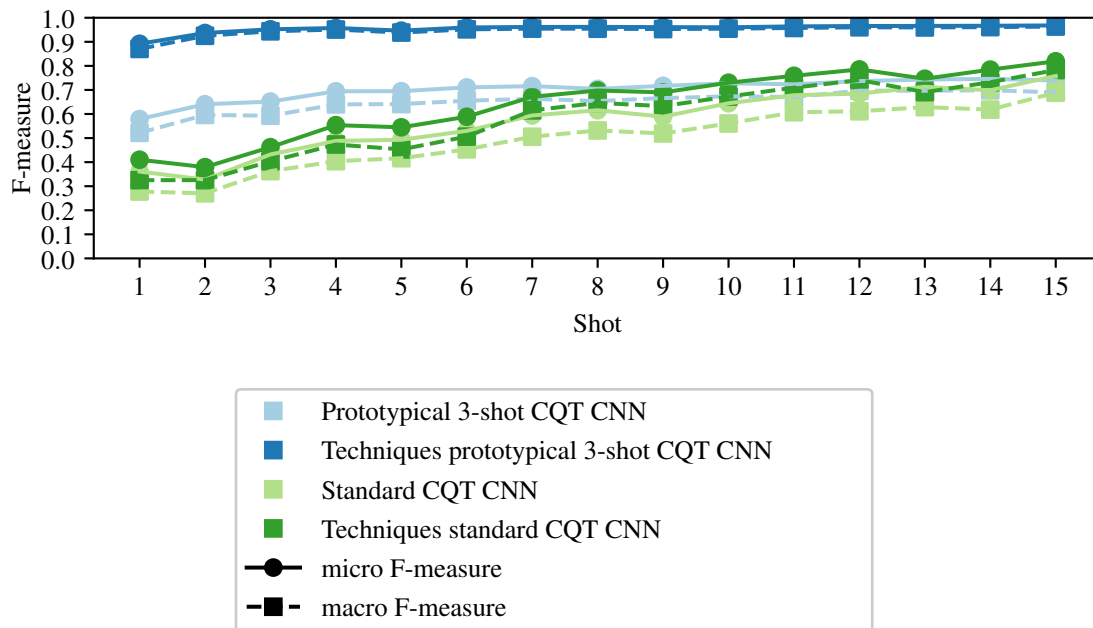 1.0
0.9
0.8
0.7
0.6
0.5
0.4
0.3
0.2
0.1
0.0
F-measure
1 2 3 4 5 6 7 8 9 10 11 12 13 14 15
Shot
Prototypical 3-shot CQT CNN
Techniques prototypical 3-shot CQT CNN
Standard CQT CNN
Techniques standard CQT CNN
micro F-measure
macro F-measure